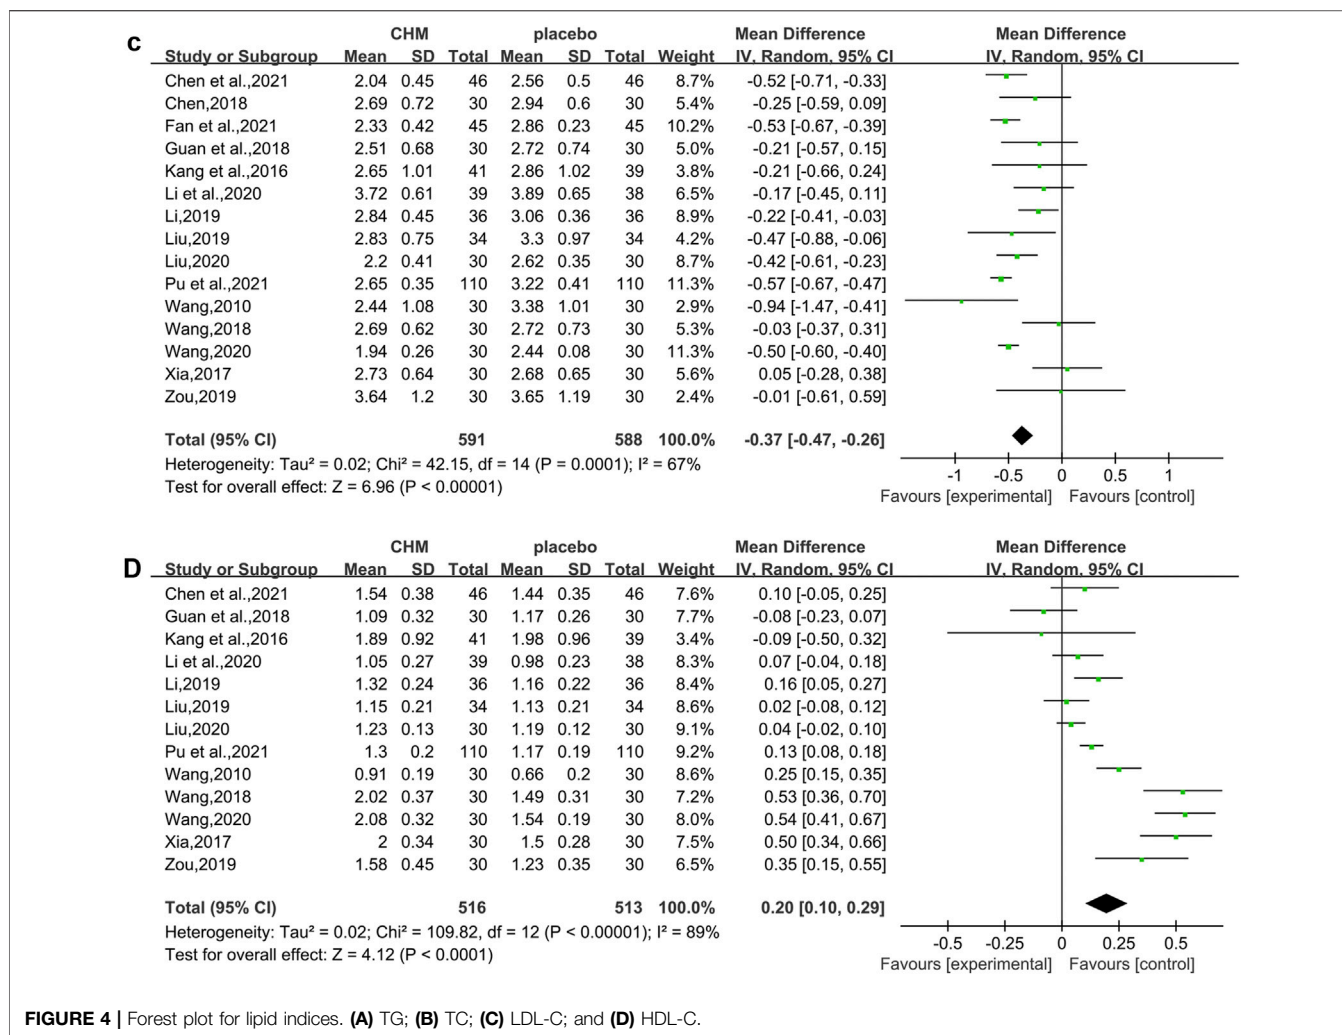 CHM placebo Mean Difference Mean Difference
C Study or Subgroup Mean SD Total Mean SD Total Weight IV, Random, 95% CI IV, Random, 95% CI
Chen et al.,2021 2.04 0.45 46 2.56 0.5 46 8.7% -0.52 [-0.71, -0.33]
Chen,2018 2.69 0.72 30 2.94 0.6 30 5.4% -0.25 [-0.59, 0.09]
Fan et al.,2021 2.33 0.42 45 2.86 0.23 45 10.2% -0.53 [-0.67, -0.39]
Guan et al.,2018 2.51 0.68 30 2.72 0.74 30 5.0% -0.21 [-0.57, 0.15]
Kang et al.,2016 2.65 1.01 41 2.86 1.02 39 3.8% -0.21 [-0.66, 0.24]
Li et al.,2020 3.72 0.61 39 3.89 0.65 38 6.5% -0.17 [-0.45, 0.11]
Li,2019 2.84 0.45 36 3.06 0.36 36 8.9% -0.22 [-0.41, -0.03]
Liu,2019 2.83 0.75 34 3.3 0.97 34 4.2% -0.47 [-0.88, -0.06]
Liu,2020 2.2 0.41 30 2.62 0.35 30 8.7% -0.42 [-0.61, -0.23]
Pu et al.,2021 2.65 0.35 110 3.22 0.41 110 11.3% -0.57 [-0.67, -0.47]
Wang,2010 2.44 1.08 30 3.38 1.01 30 2.9% -0.94 [-1.47, -0.41]
Wang,2018 2.69 0.62 30 2.72 0.73 30 5.3% -0.03 [-0.37, 0.31]
Wang,2020 1.94 0.26 30 2.44 0.08 30 11.3% -0.50 [-0.60, -0.40]
Xia,2017 2.73 0.64 30 2.68 0.65 30 5.6% 0.05 [-0.28, 0.38]
Zou,2019 3.64 1.2 30 3.65 1.19 30 2.4% -0.01 [-0.61, 0.59]
Total (95% CI) 591 588 100.0% -0.37 [-0.47, -0.26]
Heterogeneity: Tau² = 0.02; Chi² = 42.15, df = 14 (P = 0.0001); I² = 67%
Test for overall effect: Z = 6.96 (P < 0.00001)
-1 -0.5 0 0.5 1
Favours [experimental] Favours [control]
CHM placebo Mean Difference Mean Difference
D Study or Subgroup Mean SD Total Mean SD Total Weight IV, Random, 95% CI IV, Random, 95% CI
Chen et al.,2021 1.54 0.38 46 1.44 0.35 46 7.6% 0.10 [-0.05, 0.25]
Guan et al.,2018 1.09 0.32 30 1.17 0.26 30 7.7% -0.08 [-0.23, 0.07]
Kang et al.,2016 1.89 0.92 41 1.98 0.96 39 3.4% -0.09 [-0.50, 0.32]
Li et al.,2020 1.05 0.27 39 0.98 0.23 38 8.3% 0.07 [-0.04, 0.18]
Li,2019 1.32 0.24 36 1.16 0.22 36 8.4% 0.16 [0.05, 0.27]
Liu,2019 1.15 0.21 34 1.13 0.21 34 8.6% 0.02 [-0.08, 0.12]
Liu,2020 1.23 0.13 30 1.19 0.12 30 9.1% 0.04 [-0.02, 0.10]
Pu et al.,2021 1.3 0.2 110 1.17 0.19 110 9.2% 0.13 [0.08, 0.18]
Wang,2010 0.91 0.19 30 0.66 0.2 30 8.6% 0.25 [0.15, 0.35]
Wang,2018 2.02 0.37 30 1.49 0.31 30 7.2% 0.53 [0.36, 0.70]
Wang,2020 2.08 0.32 30 1.54 0.19 30 8.0% 0.54 [0.41, 0.67]
Xia,2017 2 0.34 30 1.5 0.28 30 7.5% 0.50 [0.34, 0.66]
Zou,2019 1.58 0.45 30 1.23 0.35 30 6.5% 0.35 [0.15, 0.55]
Total (95% CI) 516 513 100.0% 0.20 [0.10, 0.29]
Heterogeneity: Tau² = 0.02; Chi² = 109.82, df = 12 (P < 0.00001); I² = 89%
Test for overall effect: Z = 4.12 (P < 0.0001)
-0.5 -0.25 0 0.25 0.5
Favours [experimental] Favours [control]
FIGURE 4 | Forest plot for lipid indices. (A) TG; (B) TC; (C) LDL-C; and (D) HDL-C.